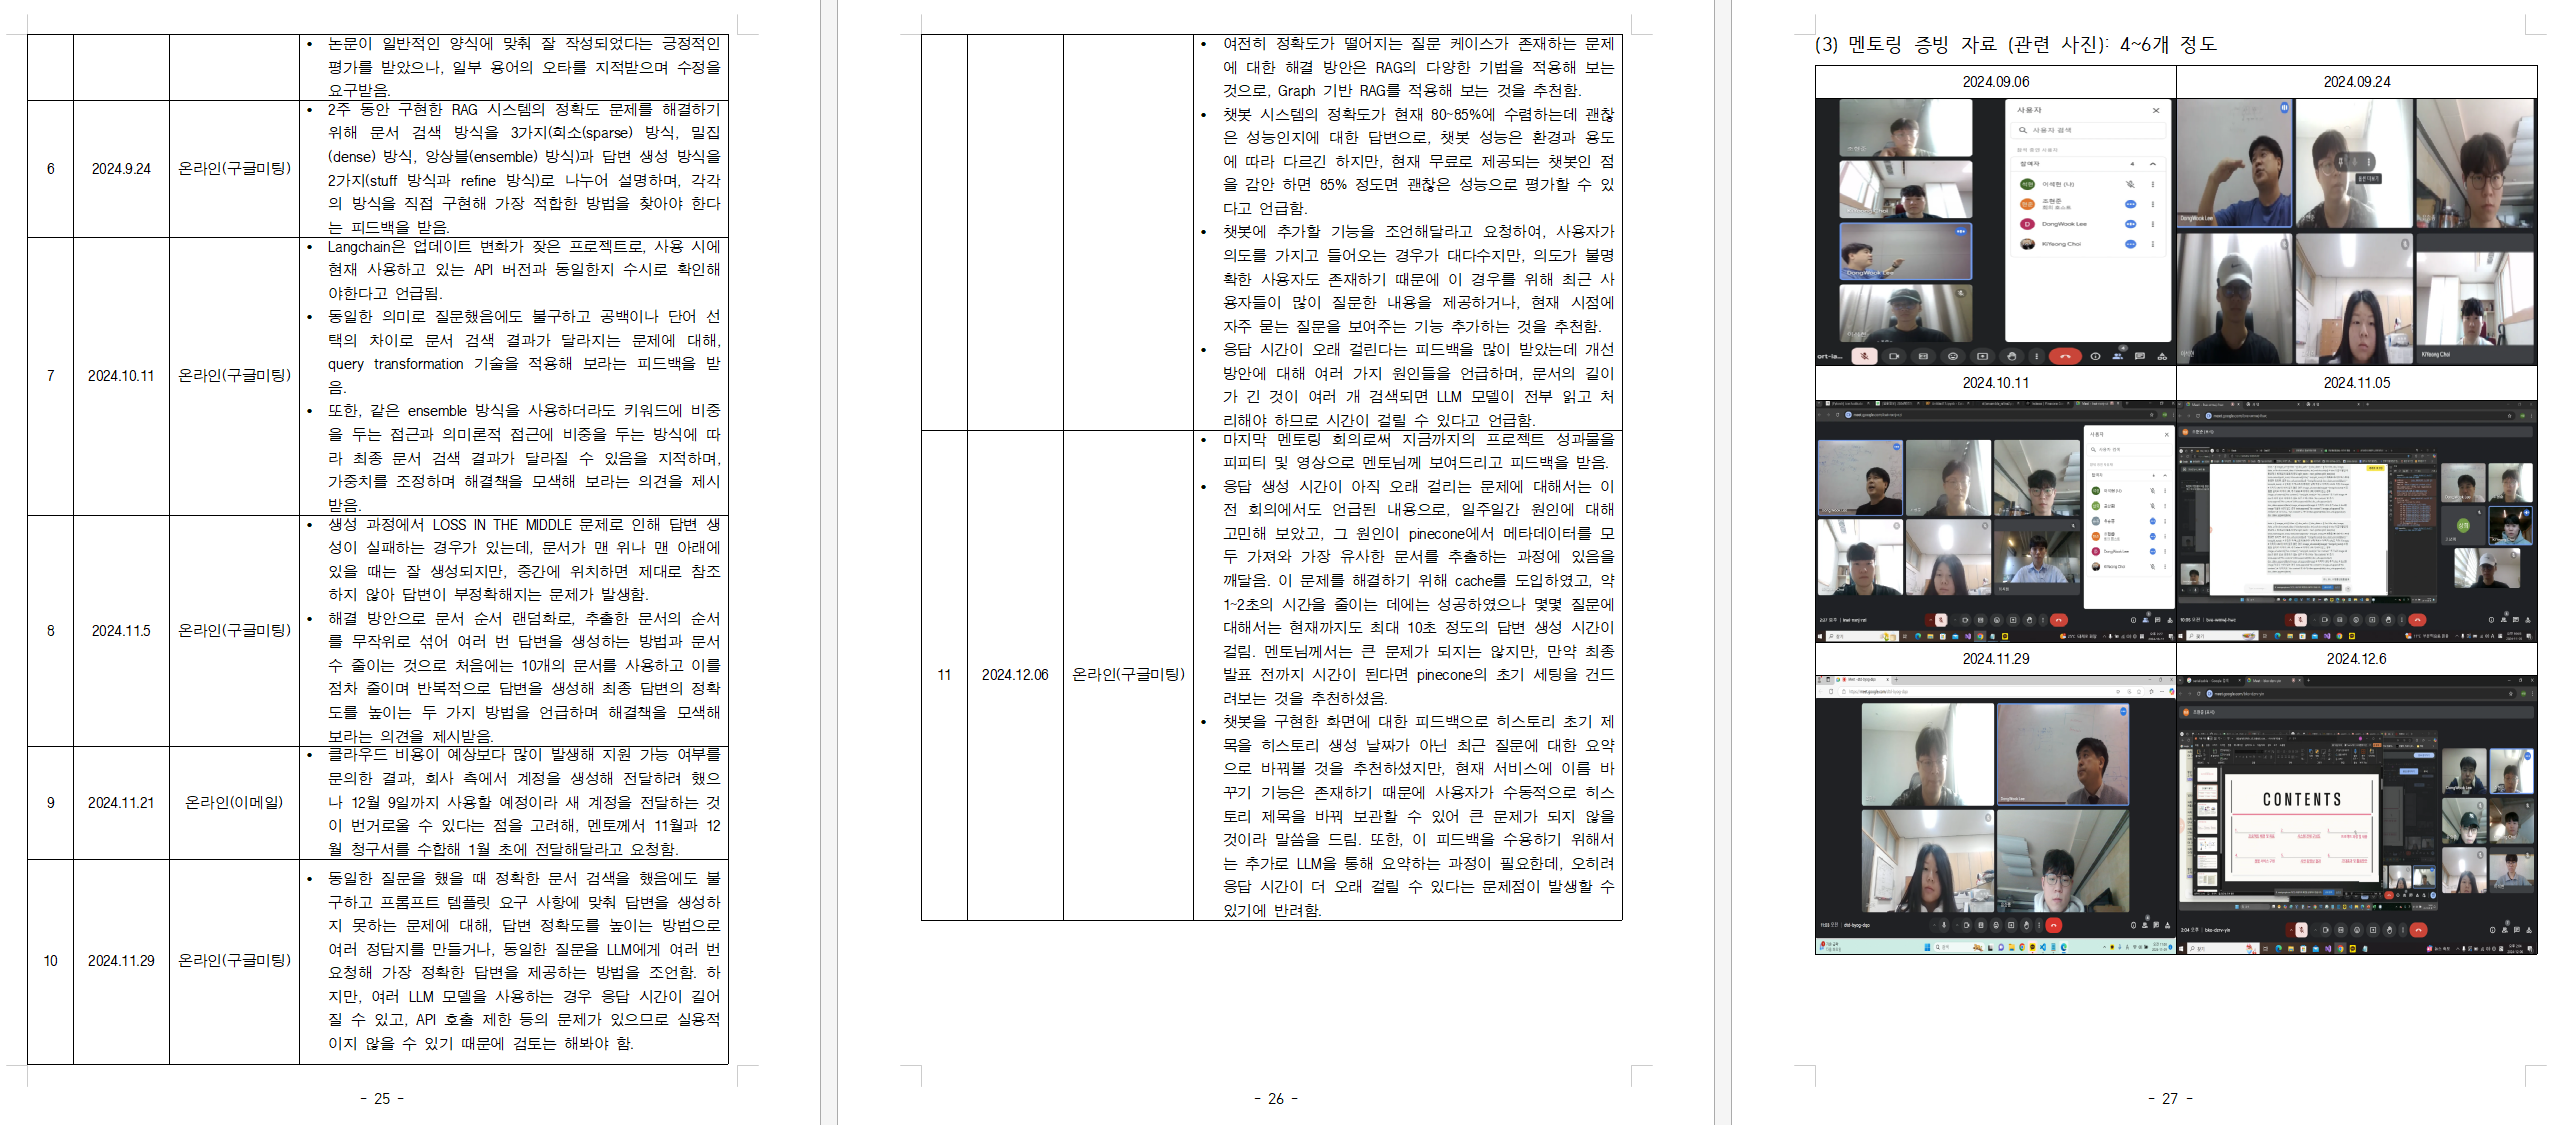 논문이 일반적인 양식에 맞춰 잘 작성되었다는 긍정적인
평가를 받았으나, 일부 용어의 오타를 지적받으며 수정을
요구받음.
6
2024.9.24
온라인(구글미팅)
2주 동안 구현한 RAG 시스템의 정확도 문제를 해결하기
위해 문서 검색 방식을 3가지(희소(sparse) 방식, 밀집
(dense) 방식, 앙상블(ensemble) 방식)과 답변 생성 방식을
2가지(stuff 방식과 refine 방식)로 나누어 설명하며, 각각
의 방식을 직접 구현해 가장 적합한 방법을 찾아야 한다
는 피드백을 받음.
7
2024.10.11
온라인(구글미팅)
Langchain은 업데이트 변화가 잦은 프로젝트로, 사용 시에
현재 사용하고 있는 API 버전과 동일한지 수시로 확인해
야한다고 언급됨.
동일한 의미로 질문했음에도 불구하고 공백이나 단어 선
택의 차이로 문서 검색 결과가 달라지는 문제에 대해,
query transformation 기술을 적용해 보라는 피드백을 받
음.
또한, 같은 ensemble 방식을 사용하더라도 키워드에 비중
을 두는 접근과 의미론적 접근에 비중을 두는 방식에 따
라 최종 문서 검색 결과가 달라질 수 있음을 지적하며,
가중치를 조정하며 해결책을 모색해 보라는 의견을 제시
받음.
8
2024.11.5
온라인(구글미팅)
생성 과정에서 LOSS IN THE MIDDLE 문제로 인해 답변 생
성이 실패하는 경우가 있는데, 문서가 맨 위나 맨 아래에
있을 때는 잘 생성되지만, 중간에 위치하면 제대로 참조
하지 않아 답변이 부정확해지는 문제가 발생함.
해결 방안으로 문서 순서 랜덤화로, 추출한 문서의 순서
를 무작위로 섞어 여러 번 답변을 생성하는 방법과 문서
수 줄이는 것으로 처음에는 10개의 문서를 사용하고 이를
점차 줄이며 반복적으로 답변을 생성해 최종 답변의 정확
도를 높이는 두 가지 방법을 언급하며 해결책을 모색해
보라는 의견을 제시받음.
9
2024.11.21
온라인(이메일)
클라우드 비용이 예상보다 많이 발생해 지원 가능 여부를
문의한 결과, 회사 측에서 계정을 생성해 전달하려 했으
나 12월 9일까지 사용할 예정이라 새 계정을 전달하는 것
이 번거로울 수 있다는 점을 고려해, 멘토께서 11월과 12
월 청구서를 수합해 1월 초에 전달해달라고 요청함.
10
2024.11.29
온라인(구글미팅)
동일한 질문을 했을 때 정확한 문서 검색을 했음에도 불
구하고 프롬프트 템플릿 요구 사항에 맞춰 답변을 생성하
지 못하는 문제에 대해, 답변 정확도를 높이는 방법으로
여러 정답지를 만들거나, 동일한 질문을 LLM에게 여러 번
요청해 가장 정확한 답변을 제공하는 방법을 조언함. 하
지만, 여러 LLM 모델을 사용하는 경우 응답 시간이 길어
질 수 있고, API 호출 제한 등의 문제가 있으므로 실용적
이지 않을 수 있기 때문에 검토는 해봐야 함.
- 25 -
여전히 정확도가 떨어지는 질문 케이스가 존재하는 문제
에 대한 해결 방안은 RAG의 다양한 기법을 적용해 보는
것으로, Graph 기반 RAG를 적용해 보는 것을 추천함.
챗봇 시스템의 정확도가 현재 80~85%에 수렴하는데 괜찮
은 성능인지에 대한 답변으로, 챗봇 성능은 환경과 용도
에 따라 다르긴 하지만, 현재 무료로 제공되는 챗봇인 점
을 감안 하면 85% 정도면 괜찮은 성능으로 평가할 수 있
다고 언급함.
챗봇에 추가할 기능을 조언해달라고 요청하여, 사용자가
의도를 가지고 들어오는 경우가 대다수지만, 의도가 불명
확한 사용자도 존재하기 때문에 이 경우를 위해 최근 사
용자들이 많이 질문한 내용을 제공하거나, 현재 시점에
자주 묻는 질문을 보여주는 기능 추가하는 것을 추천함.
응답 시간이 오래 걸린다는 피드백을 많이 받았는데 개선
방안에 대해 여러 가지 원인들을 언급하며, 문서의 길이
가 긴 것이 여러 개 검색되면 LLM 모델이 전부 읽고 처
리해야 하므로 시간이 걸릴 수 있다고 언급함.
11
2024.12.06
온라인(구글미팅)
마지막 멘토링 회의로써 지금까지의 프로젝트 성과물을
피피티 및 영상으로 멘토님께 보여드리고 피드백을 받음.
응답 생성 시간이 아직 오래 걸리는 문제에 대해서는 이
전 회의에서도 언급된 내용으로, 일주일간 원인에 대해
고민해 보았고, 그 원인이 pinecone에서 메타데이터를 모
두 가져와 가장 유사한 문서를 추출하는 과정에 있음을
깨달음. 이 문제를 해결하기 위해 cache를 도입하였고, 약
1~2초의 시간을 줄이는 데에는 성공하였으나 몇몇 질문에
대해서는 현재까지도 최대 10초 정도의 답변 생성 시간이
걸림. 멘토님께서는 큰 문제가 되지는 않지만, 만약 최종
발표 전까지 시간이 된다면 pinecone의 초기 세팅을 건드
려보는 것을 추천하셨음.
챗봇을 구현한 화면에 대한 피드백으로 히스토리 초기 제
목을 히스토리 생성 날짜가 아닌 최근 질문에 대한 요약
으로 바꿔볼 것을 추천하셨지만, 현재 서비스에 이름 바
꾸기 기능은 존재하기 때문에 사용자가 수동적으로 히스
토리 제목을 바꿔 보관할 수 있어 큰 문제가 되지 않을
것이라 말씀을 드림. 또한, 이 피드백을 수용하기 위해서
는 추가로 LLM을 통해 요약하는 과정이 필요한데, 오히려
응답 시간이 더 오래 걸릴 수 있다는 문제점이 발생할 수
있기에 반려함.
- 26 -
(3) 멘토링 증빙 자료 (관련 사진): 4~6개 정도
2024.09.06
2024.09.24
사용자
사용자 검색
참여자
4
DongWook Lee
KiYeong Choi
DongWook Lee
DongWook Lee
KiYeong Choi
2024.10.11
2024.11.05
사용자
2024.11.29
2024.12.6
CONTENTS
- 27 -